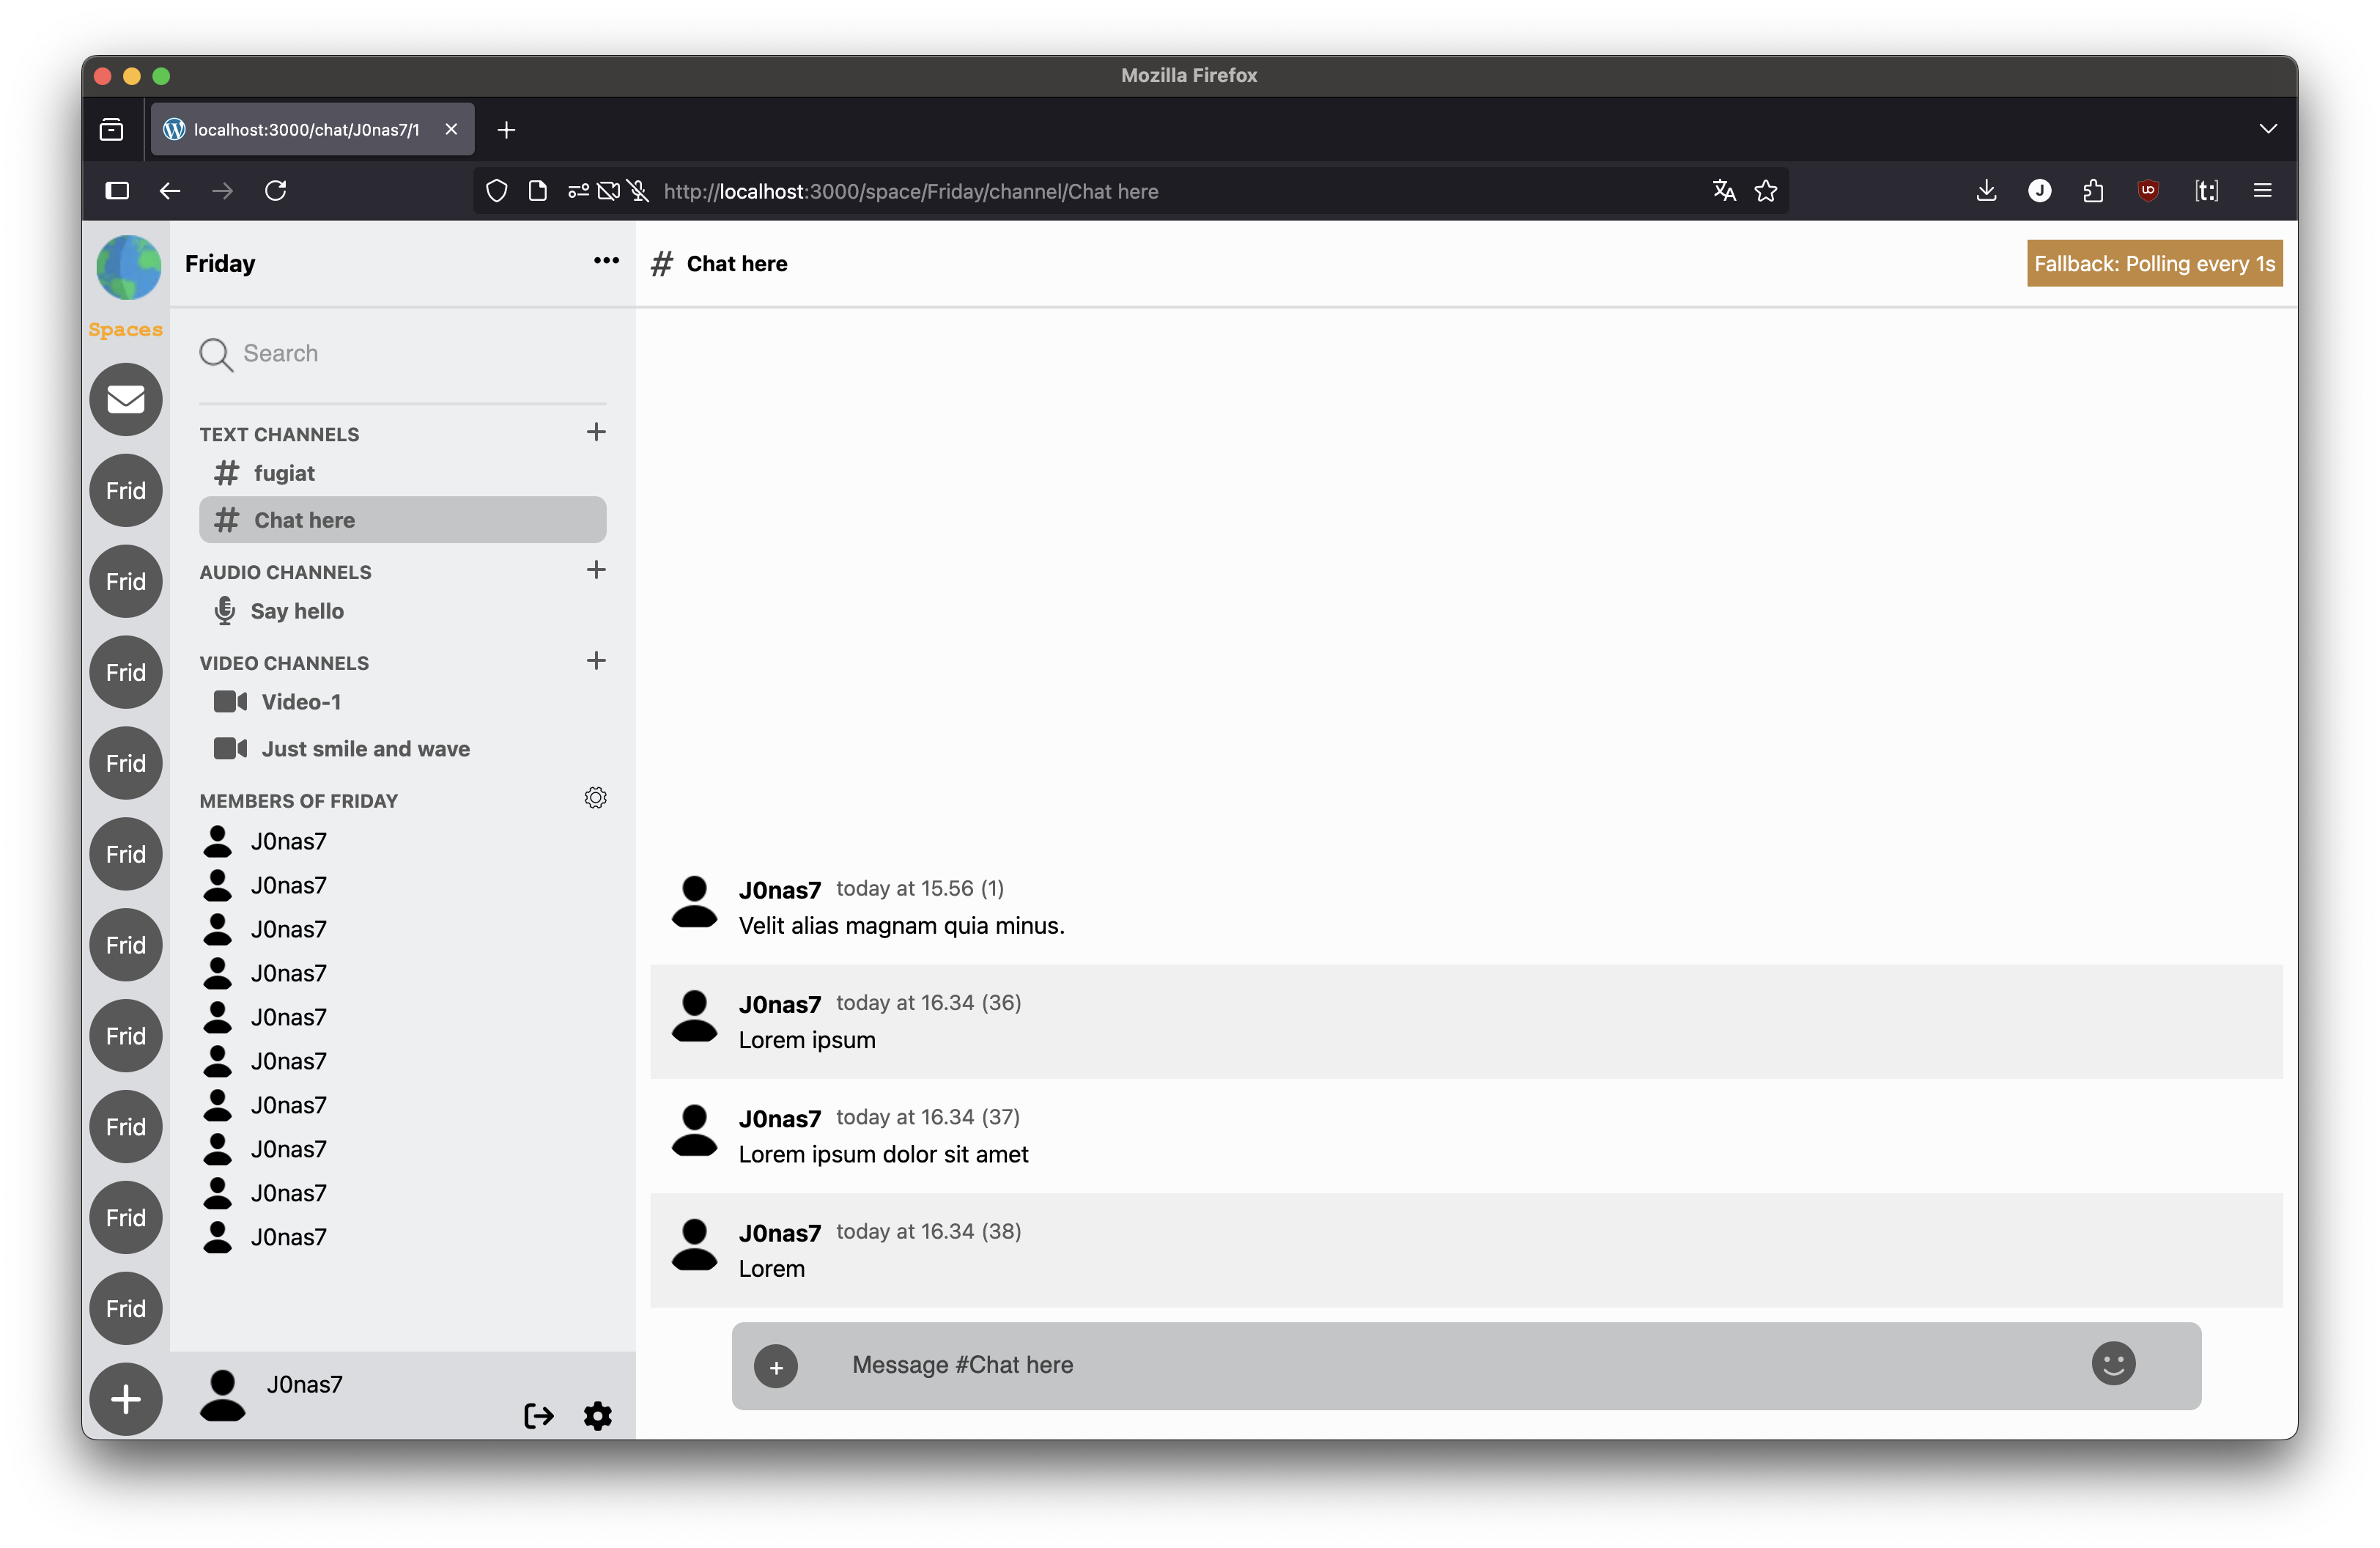 Mozilla Firefox
localhost:3000/chat/J0nas7/1
http://localhost:3000/space/Friday/channel/Chat here
J
UD
[t:]
Spaces
Frid
Frid
Frid
Frid
Frid
Frid
Frid
Frid
Frid
Frid
Friday
Search
TEXT CHANNELS
# fugiat
# Chat here
AUDIO CHANNELS
Say hello
VIDEO CHANNELS
Video-1
Just smile and wave
MEMBERS OF FRIDAY
J0nas7
J0nas7
J0nas7
J0nas7
J0nas7
J0nas7
J0nas7
J0nas7
J0nas7
J0nas7
J0nas7
# Chat here
Fallback: Polling every 1s
J0nas7 today at 15.56 (1)
Velit alias magnam quia minus.
J0nas7 today at 16.34 (36)
Lorem ipsum
J0nas7 today at 16.34 (37)
Lorem ipsum dolor sit amet
J0nas7 today at 16.34 (38)
Lorem
Message #Chat here